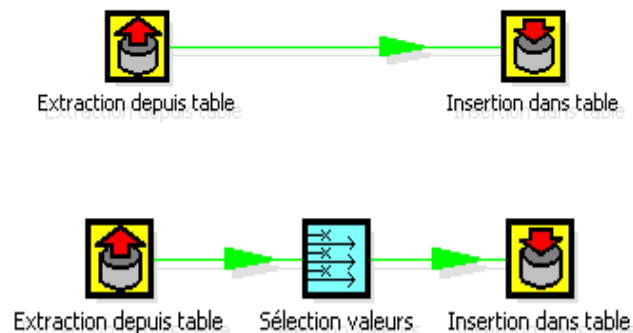 Extraction depuis table Insertion dans table
Extraction depuis table Sélection valeurs Insertion dans table